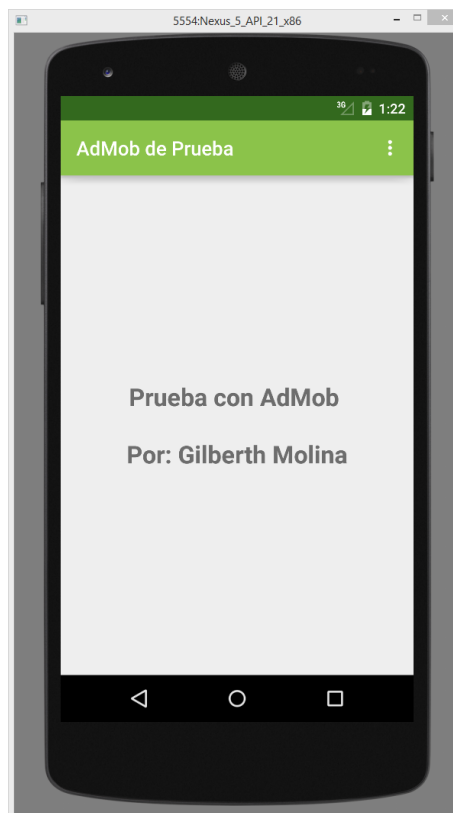 5554:Nexus_5_API_21_x86
3G 1:22
AdMob de Prueba
Prueba con AdMob
Por: Gilberth Molina